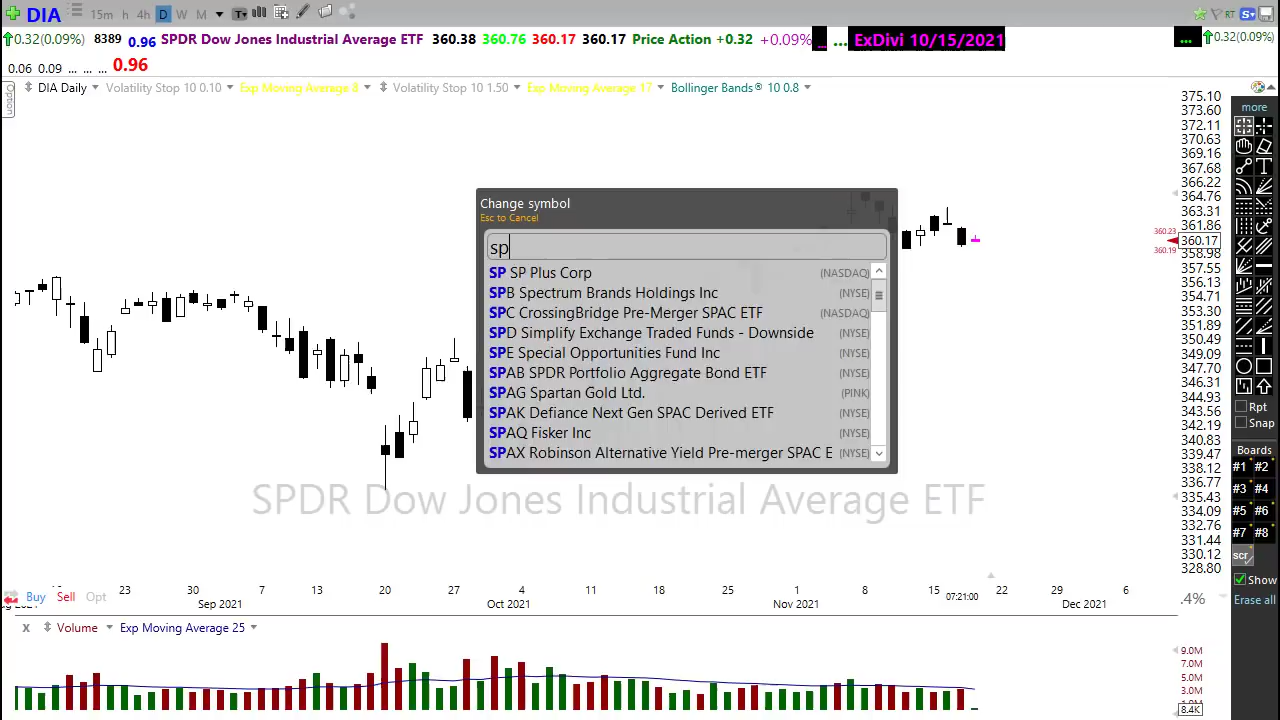 DIA 15m h 4h D W M
RT
0.32(0.09%) 8389 0.96 SPDR Dow Jones Industrial Average ETF 360.38 360.76 360.17 360.17 Price Action +0.32 +0.09% _ ... ExDivi 10/15/2021 ... 0.32(0.09%)
0.06 0.09 ... ... 0.96
Option
DIA Daily Volatility Stop 10 0.10 Exp Moving Average 8 Volatility Stop 10 1.50 Exp Moving Average 17 Bollinger Bands® 10 0.8
Change symbol
Esc to Cancel
sp
SP SP Plus Corp (NASDAQ)
SPB Spectrum Brands Holdings Inc (NYSE)
SPC CrossingBridge Pre-Merger SPAC ETF (NASDAQ)
SPD Simplify Exchange Traded Funds - Downside (NYSE)
SPE Special Opportunities Fund Inc (NYSE)
SPAB SPDR Portfolio Aggregate Bond ETF (NYSE)
SPAG Spartan Gold Ltd. (PINK)
SPAK Defiance Next Gen SPAC Derived ETF (NYSE)
SPAQ Fisker Inc (NYSE)
SPAX Robinson Alternative Yield Pre-merger SPAC E (NYSE)
SPDR Dow Jones Industrial Average ETF
375.10
373.60
372.11
370.63
369.16
367.68
366.22
364.76
363.31
361.86
360.23
360.17
360.19
358.98
357.55
356.13
354.71
353.30
351.89
350.49
349.09
347.70
346.31
344.93
343.56
342.19
340.83
339.47
338.12
336.77
335.43
334.09
332.76
331.44
330.12
328.80
more
Rpt
Snap
Boards
#1 #2
#3 #4
#5 #6
#7 #8
scr
Show
Erase all
23 30 7 13 20 27 4 11 18 25 1 8 15 07:21:00 22 29 6
Sep 2021 Oct 2021 Nov 2021 Dec 2021
Buy Sell Opt
.4%
x Volume Exp Moving Average 25
9.0M
7.0M
5.0M
3.0M
8.4K